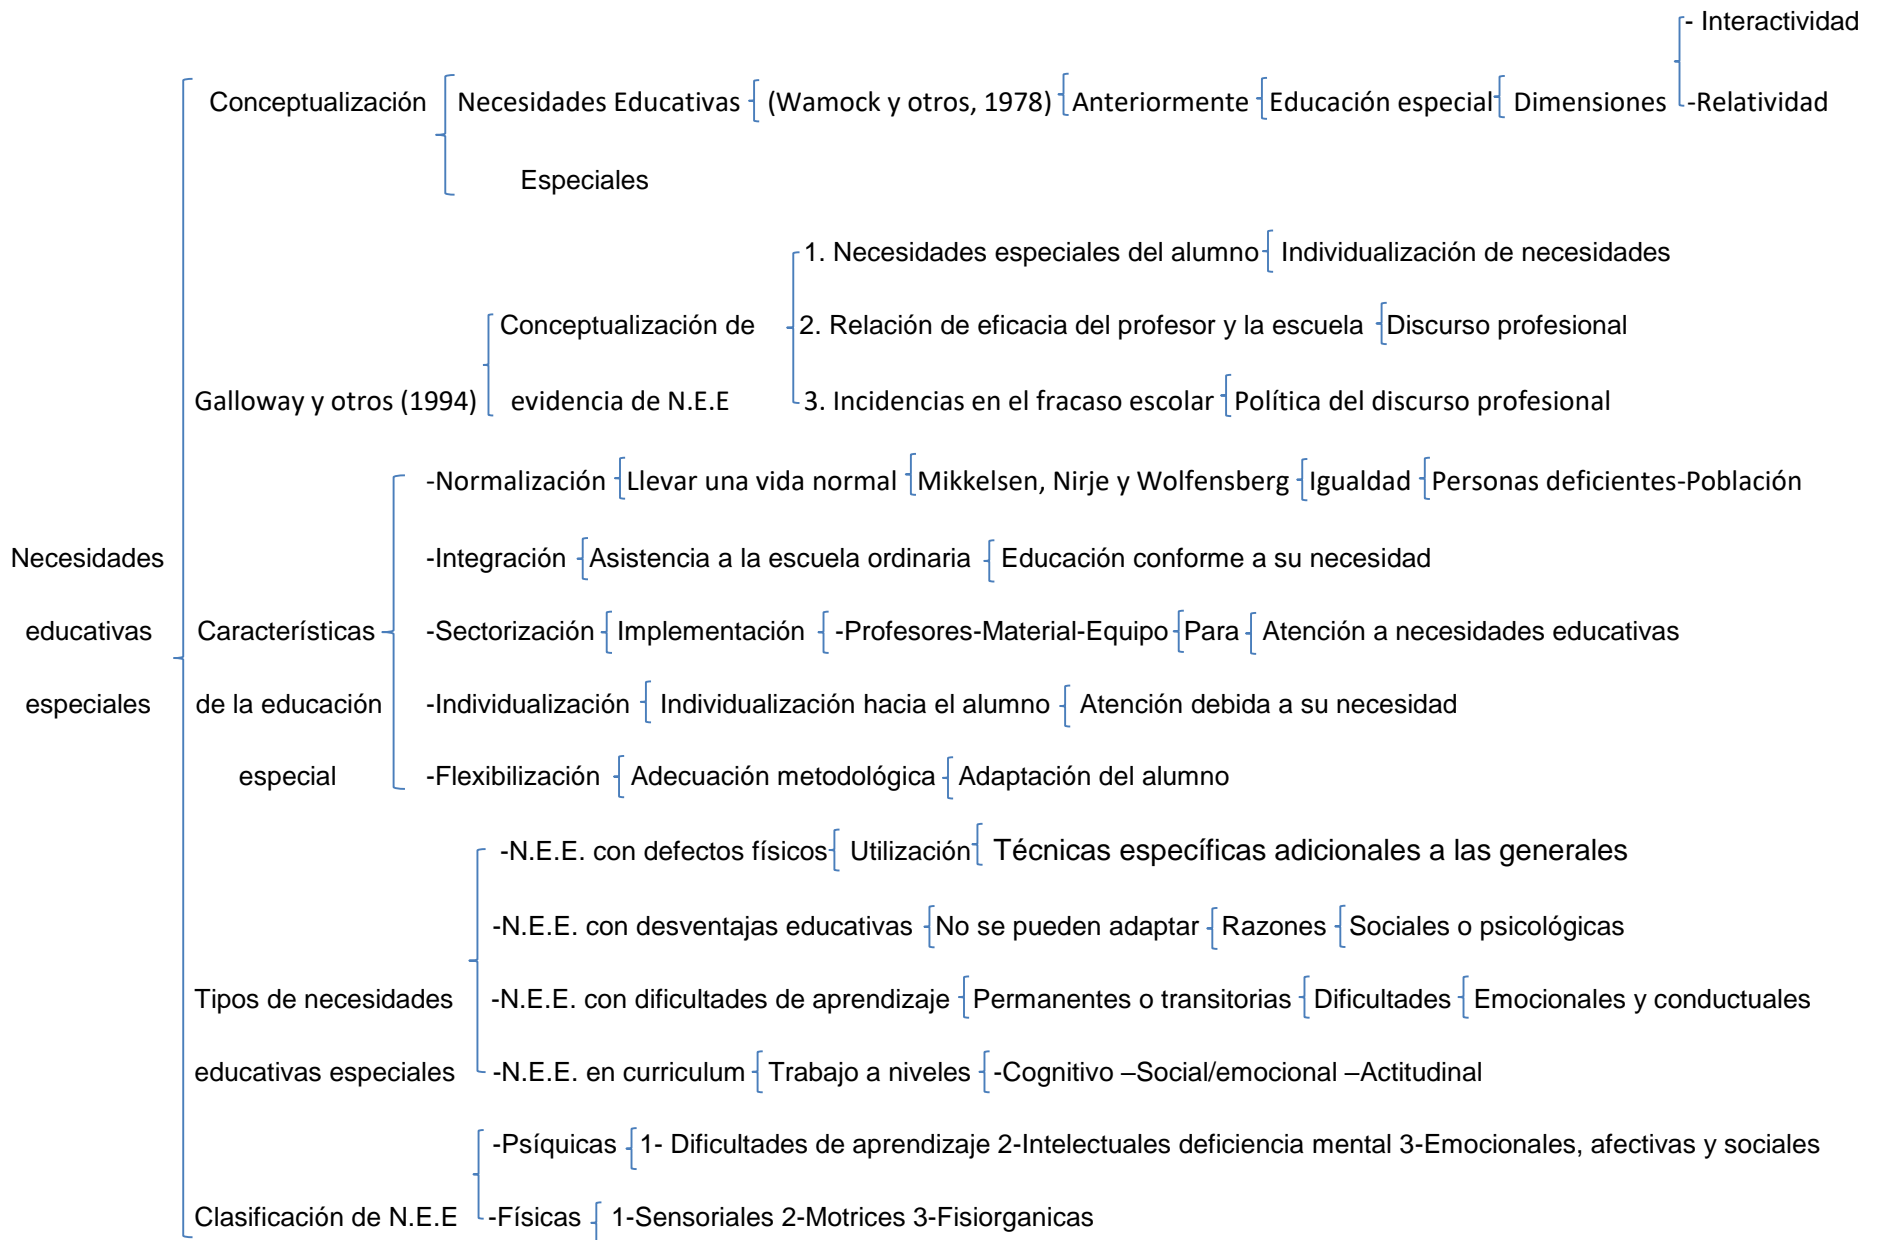 - Interactividad
Conceptualización Necesidades Educativas (Wamock y otros, 1978) Anteriormente Educación especial Dimensiones -Relatividad
Especiales
1. Necesidades especiales del alumno Individualización de necesidades
Conceptualización de 2. Relación de eficacia del profesor y la escuela Discurso profesional
Galloway y otros (1994) evidencia de N.E.E 3. Incidencias en el fracaso escolar Política del discurso profesional
-Normalización Llevar una vida normal Mikkelsen, Nirje y Wolfensberg Igualdad Personas deficientes-Población
Necesidades -Integración Asistencia a la escuela ordinaria Educación conforme a su necesidad
educativas Características -Sectorización Implementación -Profesores-Material-Equipo Para Atención a necesidades educativas
especiales de la educación -Individualización Individualización hacia el alumno Atención debida a su necesidad
especial -Flexibilización Adecuación metodológica Adaptación del alumno
-N.E.E. con defectos físicos Utilización Técnicas específicas adicionales a las generales
-N.E.E. con desventajas educativas No se pueden adaptar Razones Sociales o psicológicas
Tipos de necesidades -N.E.E. con dificultades de aprendizaje Permanentes o transitorias Dificultades Emocionales y conductuales
educativas especiales -N.E.E. en curriculum Trabajo a niveles -Cognitivo –Social/emocional –Actitudinal
-Psíquicas 1- Dificultades de aprendizaje 2-Intelectuales deficiencia mental 3-Emocionales, afectivas y sociales
Clasificación de N.E.E -Físicas 1-Sensoriales 2-Motrices 3-Fisiorganicas